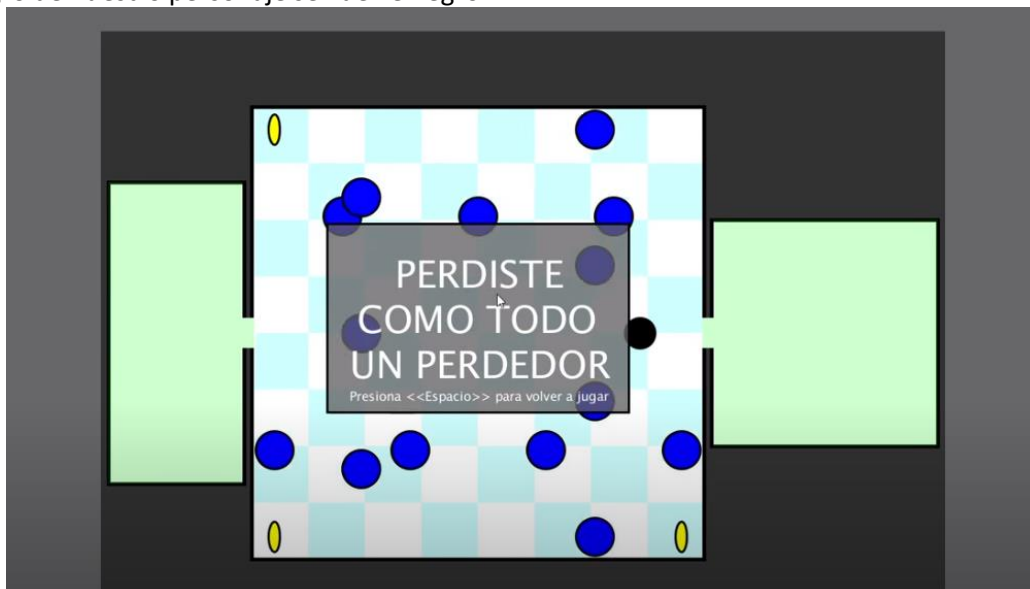 PERDISTE
COMO TODO
UN PERDEDOR
Presiona <<Espacio>> para volver a jugar